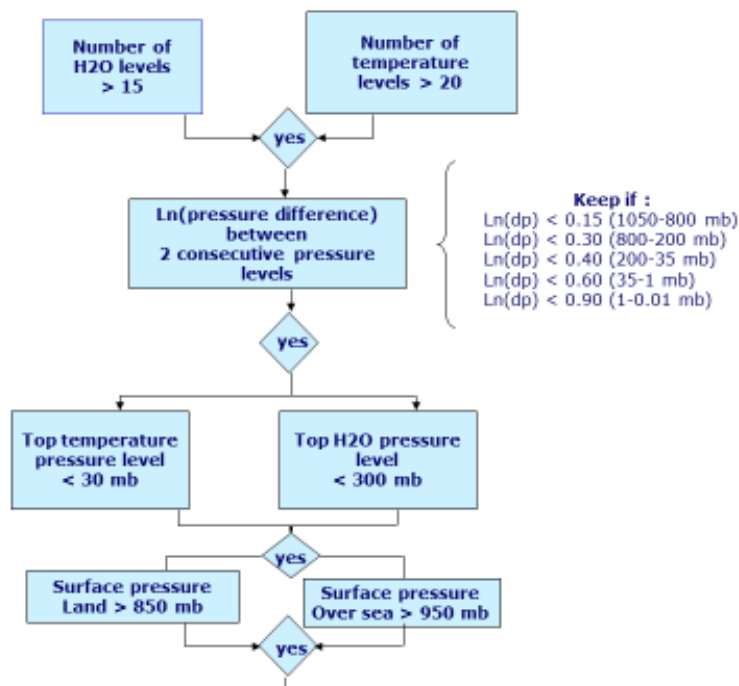 Number of
H2O levels
> 15
Number of
temperature
levels > 20
yes
Ln(pressure difference)
between
2 consecutive pressure
levels
Keep if :
Ln(dp) < 0.15 (1050-800 mb)
Ln(dp) < 0.30 (800-200 mb)
Ln(dp) < 0.40 (200-35 mb)
Ln(dp) < 0.60 (35-1 mb)
Ln(dp) < 0.90 (1-0.01 mb)
yes
Top temperature
pressure level
< 30 mb
Top H2O pressure
level
< 300 mb
yes
Surface pressure
Land > 850 mb
Surface pressure
Over sea > 950 mb
yes